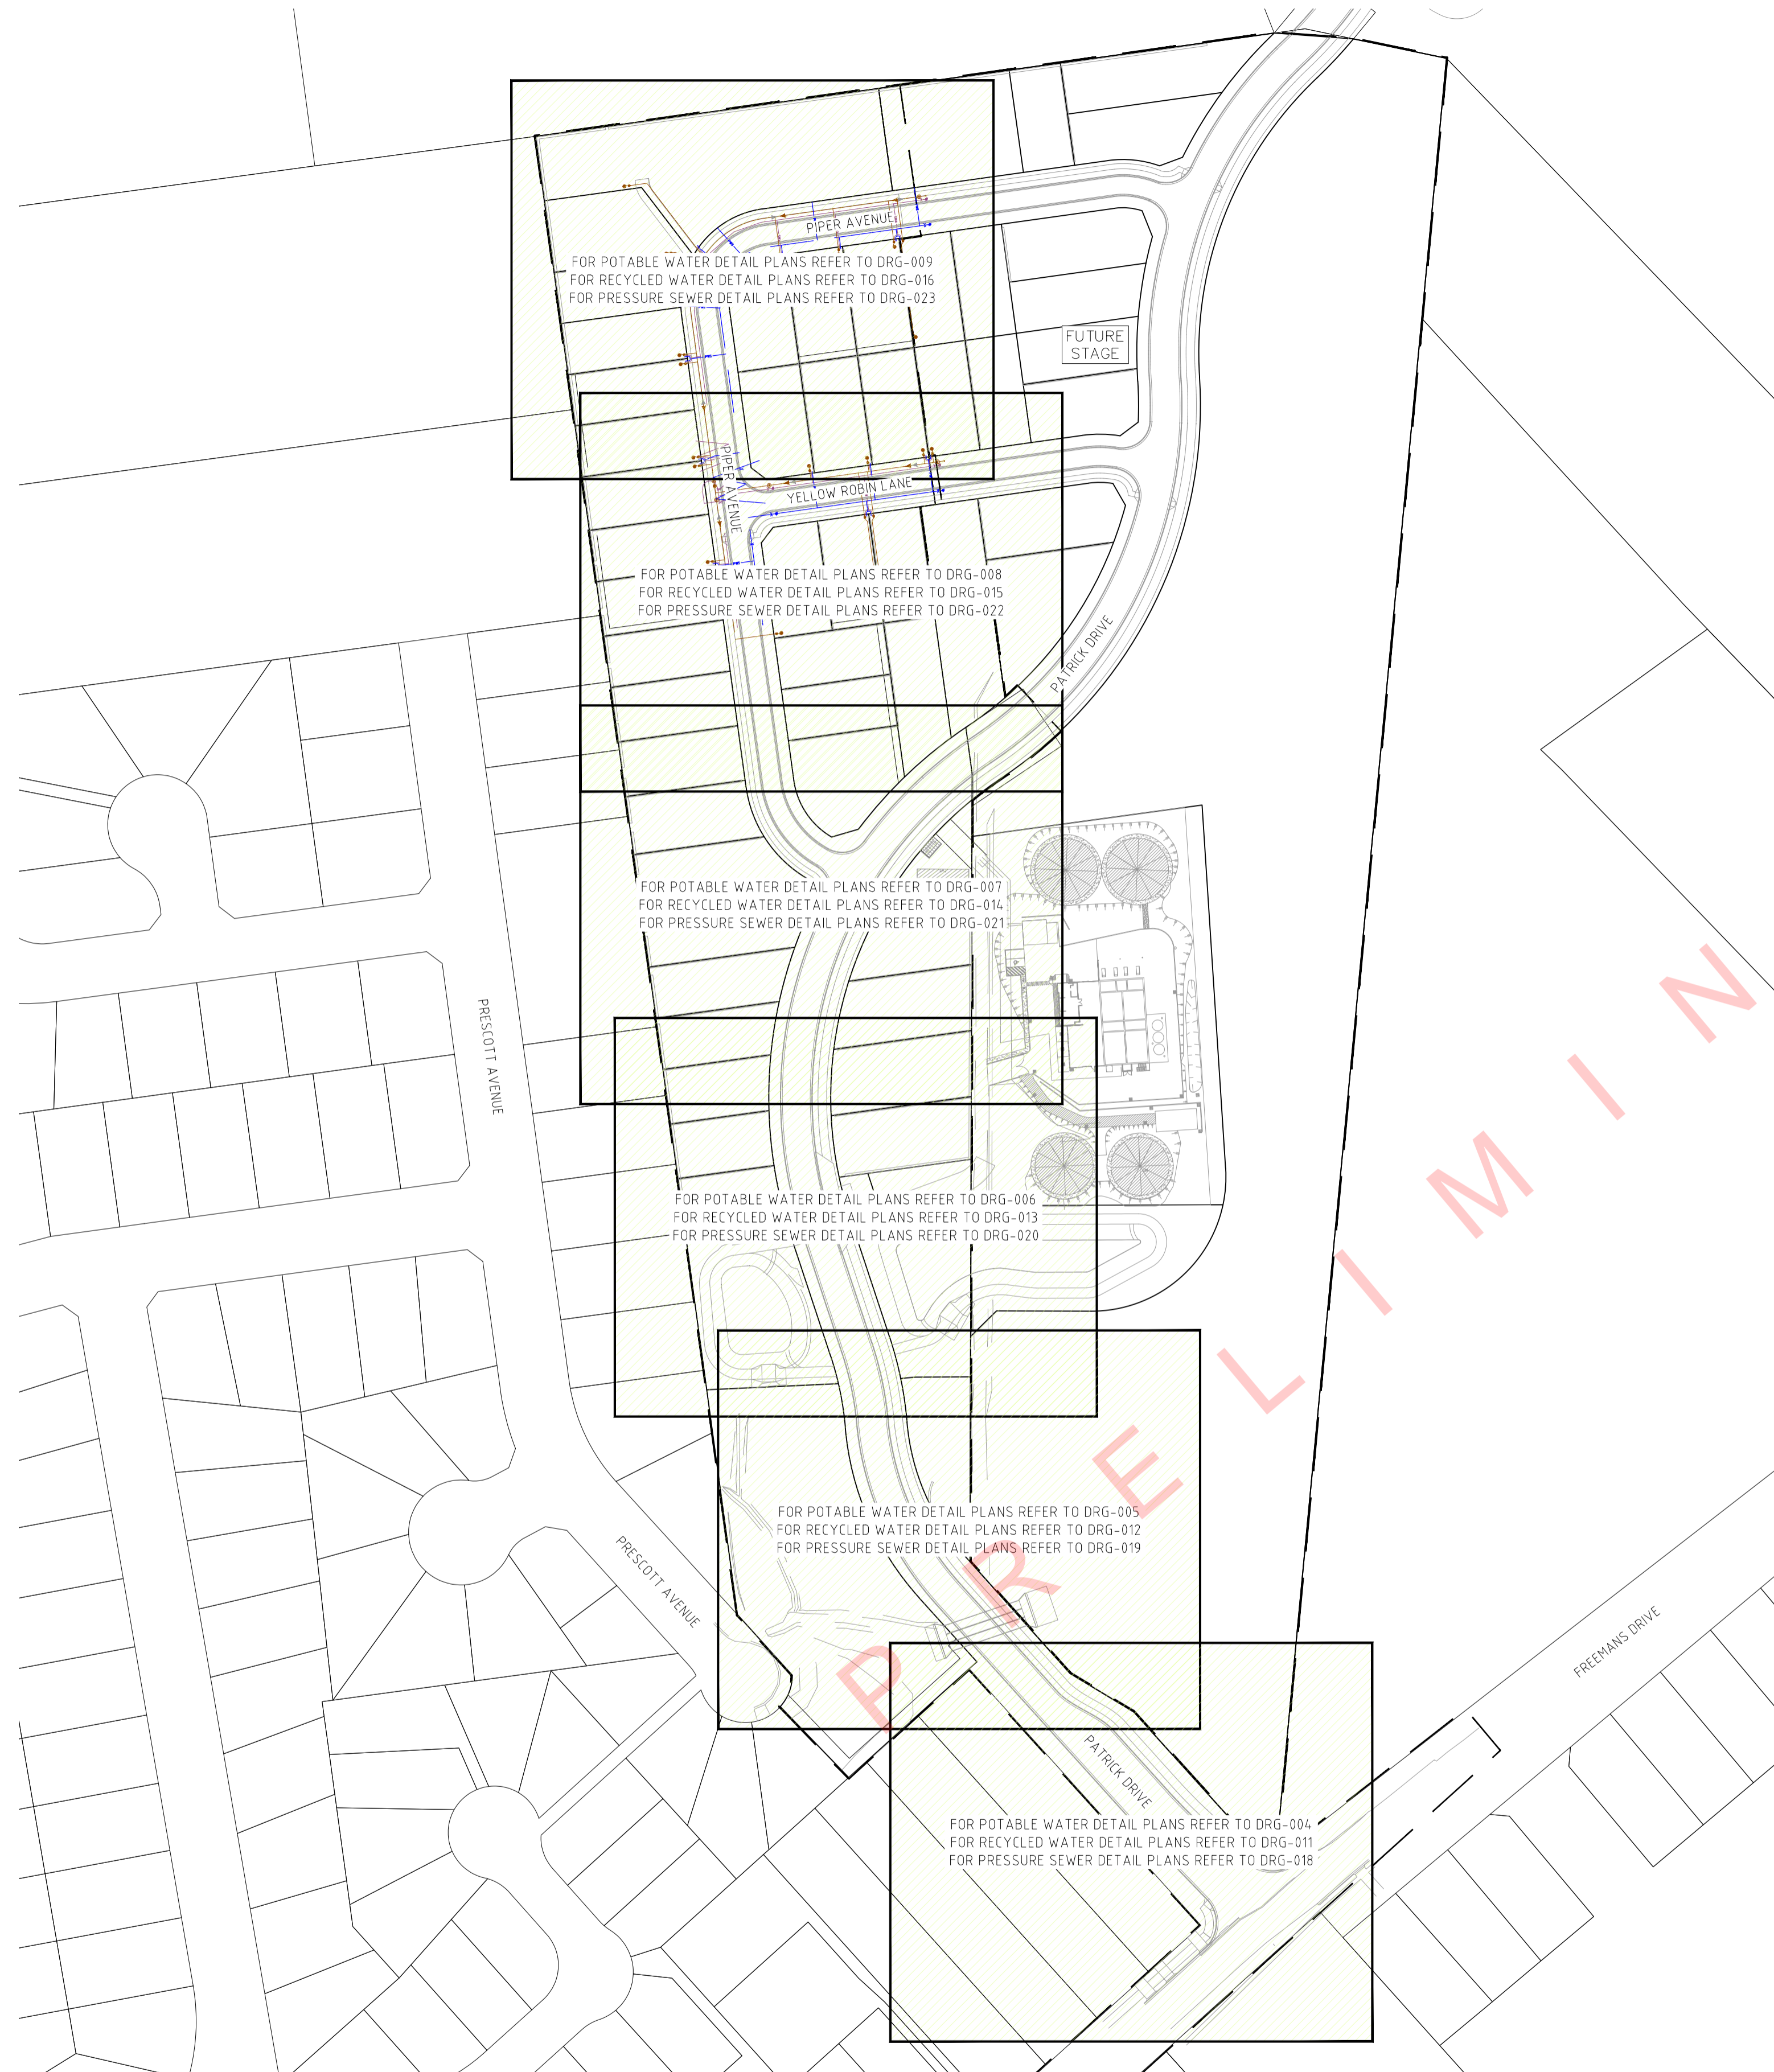 PIPER AVENUE
FOR POTABLE WATER DETAIL PLANS REFER TO DRG-009
FOR RECYCLED WATER DETAIL PLANS REFER TO DRG-016
FOR PRESSURE SEWER DETAIL PLANS REFER TO DRG-023
FUTURE
STAGE
PIPER AVENUE
YELLOW ROBIN LANE
FOR POTABLE WATER DETAIL PLANS REFER TO DRG-008
FOR RECYCLED WATER DETAIL PLANS REFER TO DRG-015
FOR PRESSURE SEWER DETAIL PLANS REFER TO DRG-022
PATRICK DRIVE
FOR POTABLE WATER DETAIL PLANS REFER TO DRG-007
FOR RECYCLED WATER DETAIL PLANS REFER TO DRG-014
FOR PRESSURE SEWER DETAIL PLANS REFER TO DRG-021
PRESCOTT AVENUE
FOR POTABLE WATER DETAIL PLANS REFER TO DRG-006
FOR RECYCLED WATER DETAIL PLANS REFER TO DRG-013
FOR PRESSURE SEWER DETAIL PLANS REFER TO DRG-020
FOR POTABLE WATER DETAIL PLANS REFER TO DRG-005
FOR RECYCLED WATER DETAIL PLANS REFER TO DRG-012
FOR PRESSURE SEWER DETAIL PLANS REFER TO DRG-019
PRESCOTT AVENUE
FREEMANS DRIVE
PATRICK DRIVE
FOR POTABLE WATER DETAIL PLANS REFER TO DRG-004
FOR RECYCLED WATER DETAIL PLANS REFER TO DRG-011
FOR PRESSURE SEWER DETAIL PLANS REFER TO DRG-018
PRELIMIN